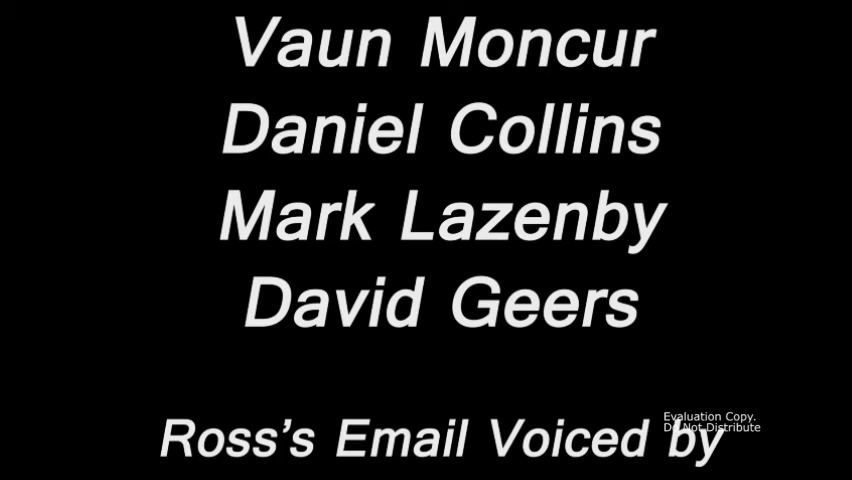 Vaun Moncur
Daniel Collins
Mark Lazenby
David Geers
Ross's Email Voiced by
Evaluation Copy.
Do Not Distribute